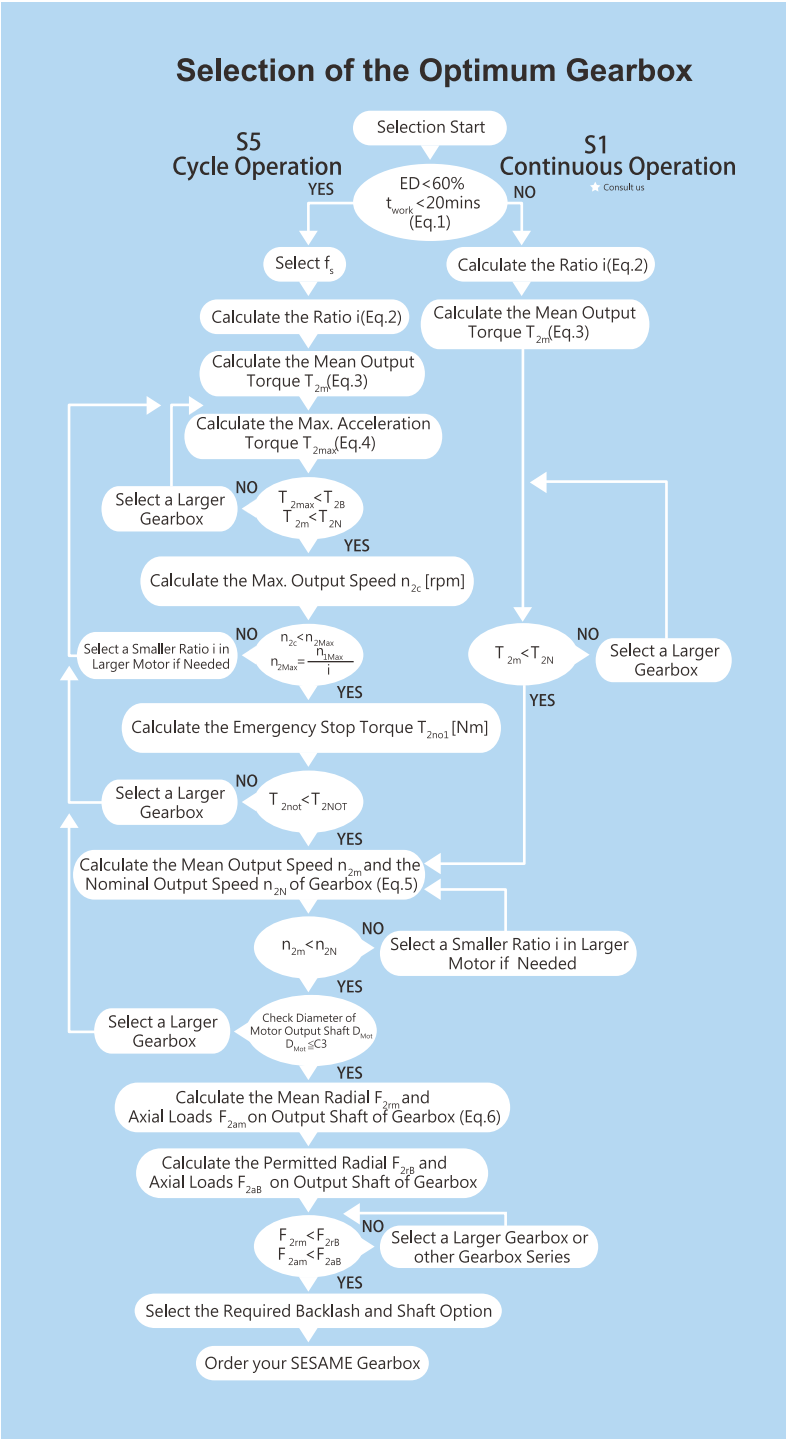 Selection of the Optimum Gearbox
Selection Start
S5
Cycle Operation
S1
Continuous Operation
★ Consult us
YES
ED<60%
t work <20mins
(Eq.1)
NO
Select fs
Calculate the Ratio i(Eq.2)
Calculate the Ratio i(Eq.2)
Calculate the Mean Output
Torque T2m(Eq.3)
Calculate the Mean Output
Torque T2m(Eq.3)
Calculate the Max. Acceleration
Torque T2max(Eq.4)
Select a Larger
Gearbox
NO
T2max<T2B
T2m<T2N
YES
Calculate the Max. Output Speed n2c [rpm]
Select a Smaller Ratio i in
Larger Motor if Needed
NO
n2c<n2Max
n2Max=n1Max
i
YES
T2m<T2N
NO
Select a Larger
Gearbox
YES
Calculate the Emergency Stop Torque T2no1 [Nm]
Select a Larger
Gearbox
NO
T2not<T2NOT
YES
Calculate the Mean Output Speed n2m and the
Nominal Output Speed n2N of Gearbox (Eq.5)
n2m<n2N
NO
Select a Smaller Ratio i in Larger
Motor if Needed
YES
Select a Larger
Gearbox
Check Diameter of
Motor Output Shaft DMot
DMot≦C3
YES
Calculate the Mean Radial F2rm and
Axial Loads F2am on Output Shaft of Gearbox (Eq.6)
Calculate the Permitted Radial F2rB and
Axial Loads F2aB on Output Shaft of Gearbox
F2rm<F2rB
F2am<F2aB
NO
Select a Larger Gearbox or
other Gearbox Series
YES
Select the Required Backlash and Shaft Option
Order your SESAME Gearbox